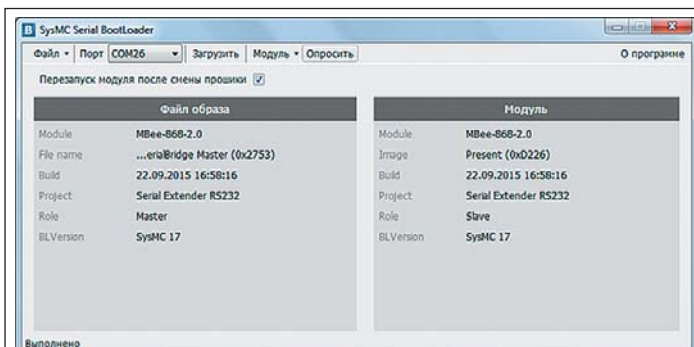 SysMC Serial BootLoader
Файл Порт COM26 Загрузить Модуль Опросить О программе
Перезапуск модуля после смены прошики
Файл образа
Module MBee-868-2.0
File name ...erialBridge Master (0x2753)
Build 22.09.2015 16:58:16
Project Serial Extender RS232
Role Master
BLVersion SysMC 17
Модуль
Module MBee-868-2.0
Image Present (0xD226)
Build 22.09.2015 16:58:16
Project Serial Extender RS232
Role Slave
BLVersion SysMC 17
Выполнено